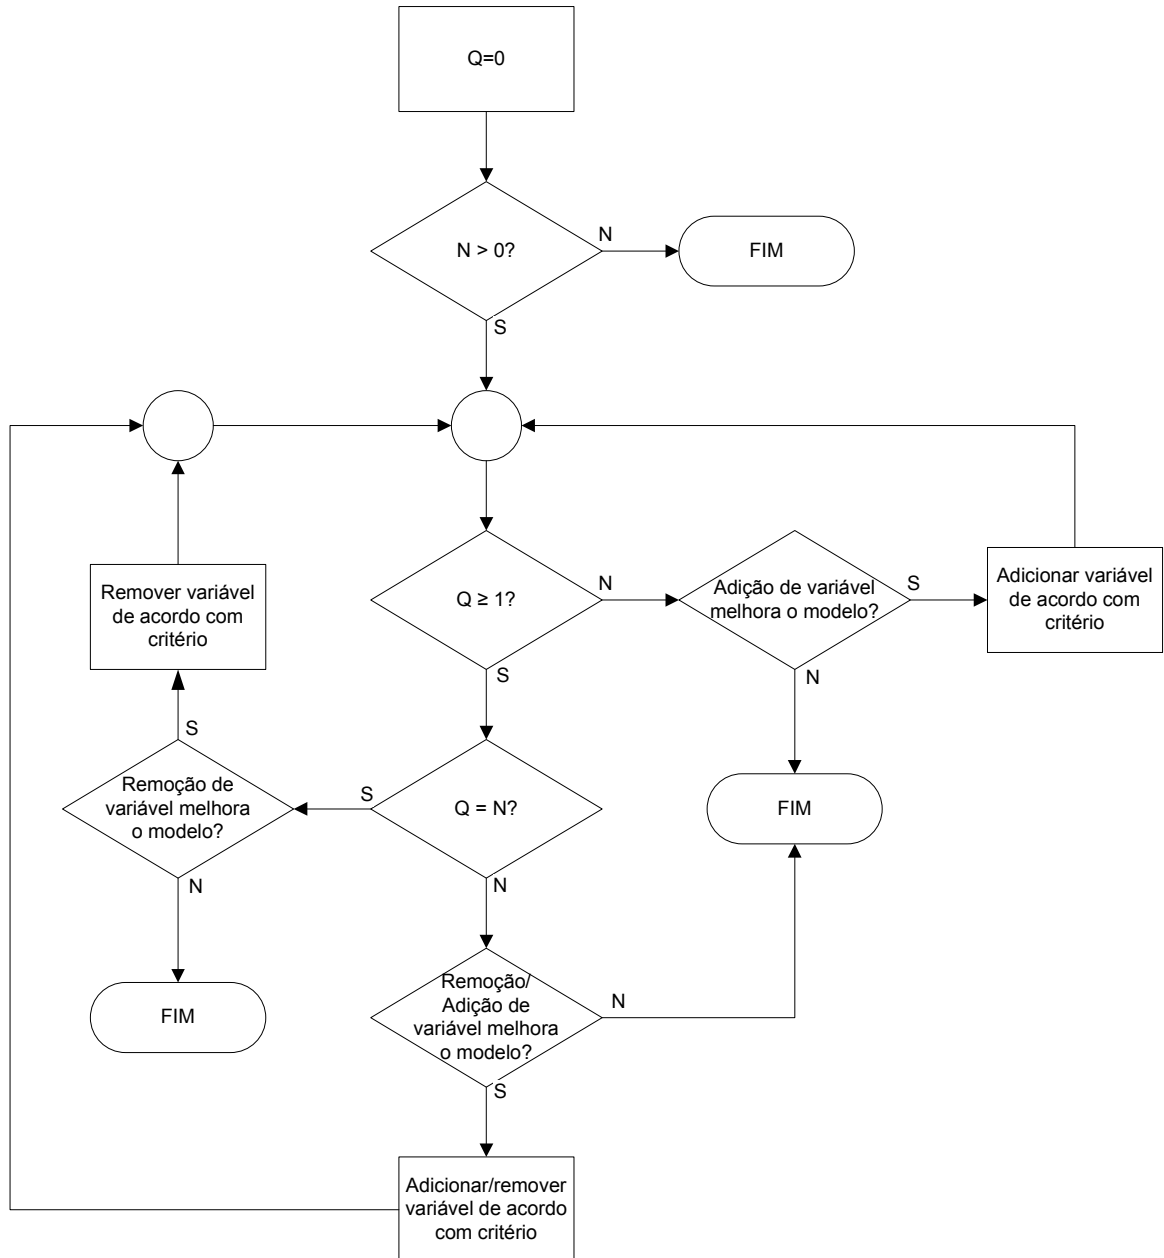 Q=0
N > 0?
N
FIM
S
Q ≥ 1?
N
Adição de variável
melhora o modelo?
S
Adicionar variável
de acordo com
critério
Remover variável
de acordo com
critério
S
N
S
Remoção de
variável melhora
o modelo?
S
Q = N?
FIM
N
N
FIM
Remoção/
Adição de
variável melhora
o modelo?
N
S
Adicionar/remover
variável de acordo
com critério